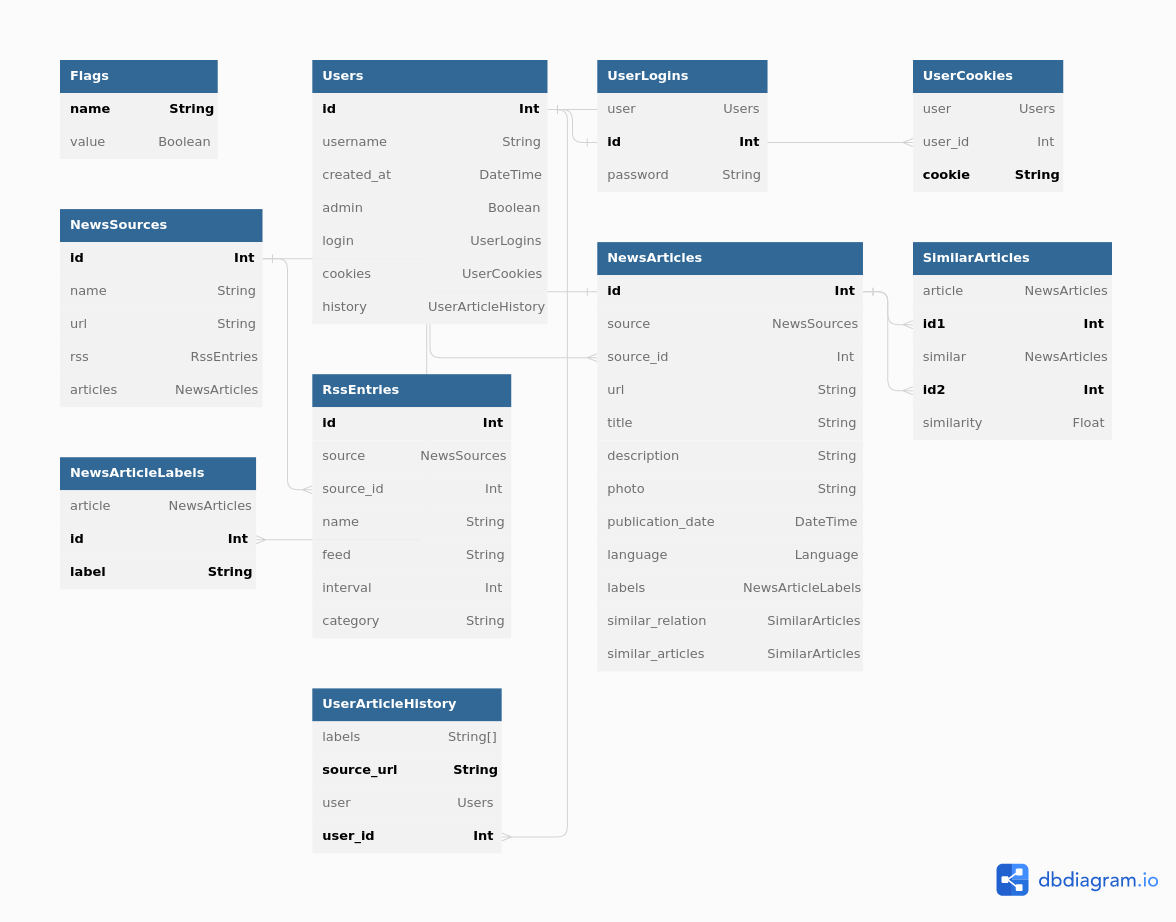 Flags
name String
value Boolean
Users
id Int
username String
created_at DateTime
admin Boolean
login UserLogins
cookies UserCookies
history UserArticleHistory
UserLogins
user Users
id Int
password String
UserCookies
user Users
user_id Int
cookie String
NewsSources
id Int
name String
url String
rss RssEntries
articles NewsArticles
NewsArticles
id Int
source NewsSources
source_id Int
url String
title String
description String
photo String
publication_date DateTime
language Language
labels NewsArticleLabels
similar_relation SimilarArticles
similar_articles SimilarArticles
SimilarArticles
article NewsArticles
id1 Int
similar NewsArticles
id2 Int
similarity Float
RssEntries
id Int
source NewsSources
source_id Int
name String
feed String
interval Int
category String
NewsArticleLabels
article NewsArticles
id Int
label String
UserArticleHistory
labels String[]
source_url String
user Users
user_id Int
dbdiagram.io